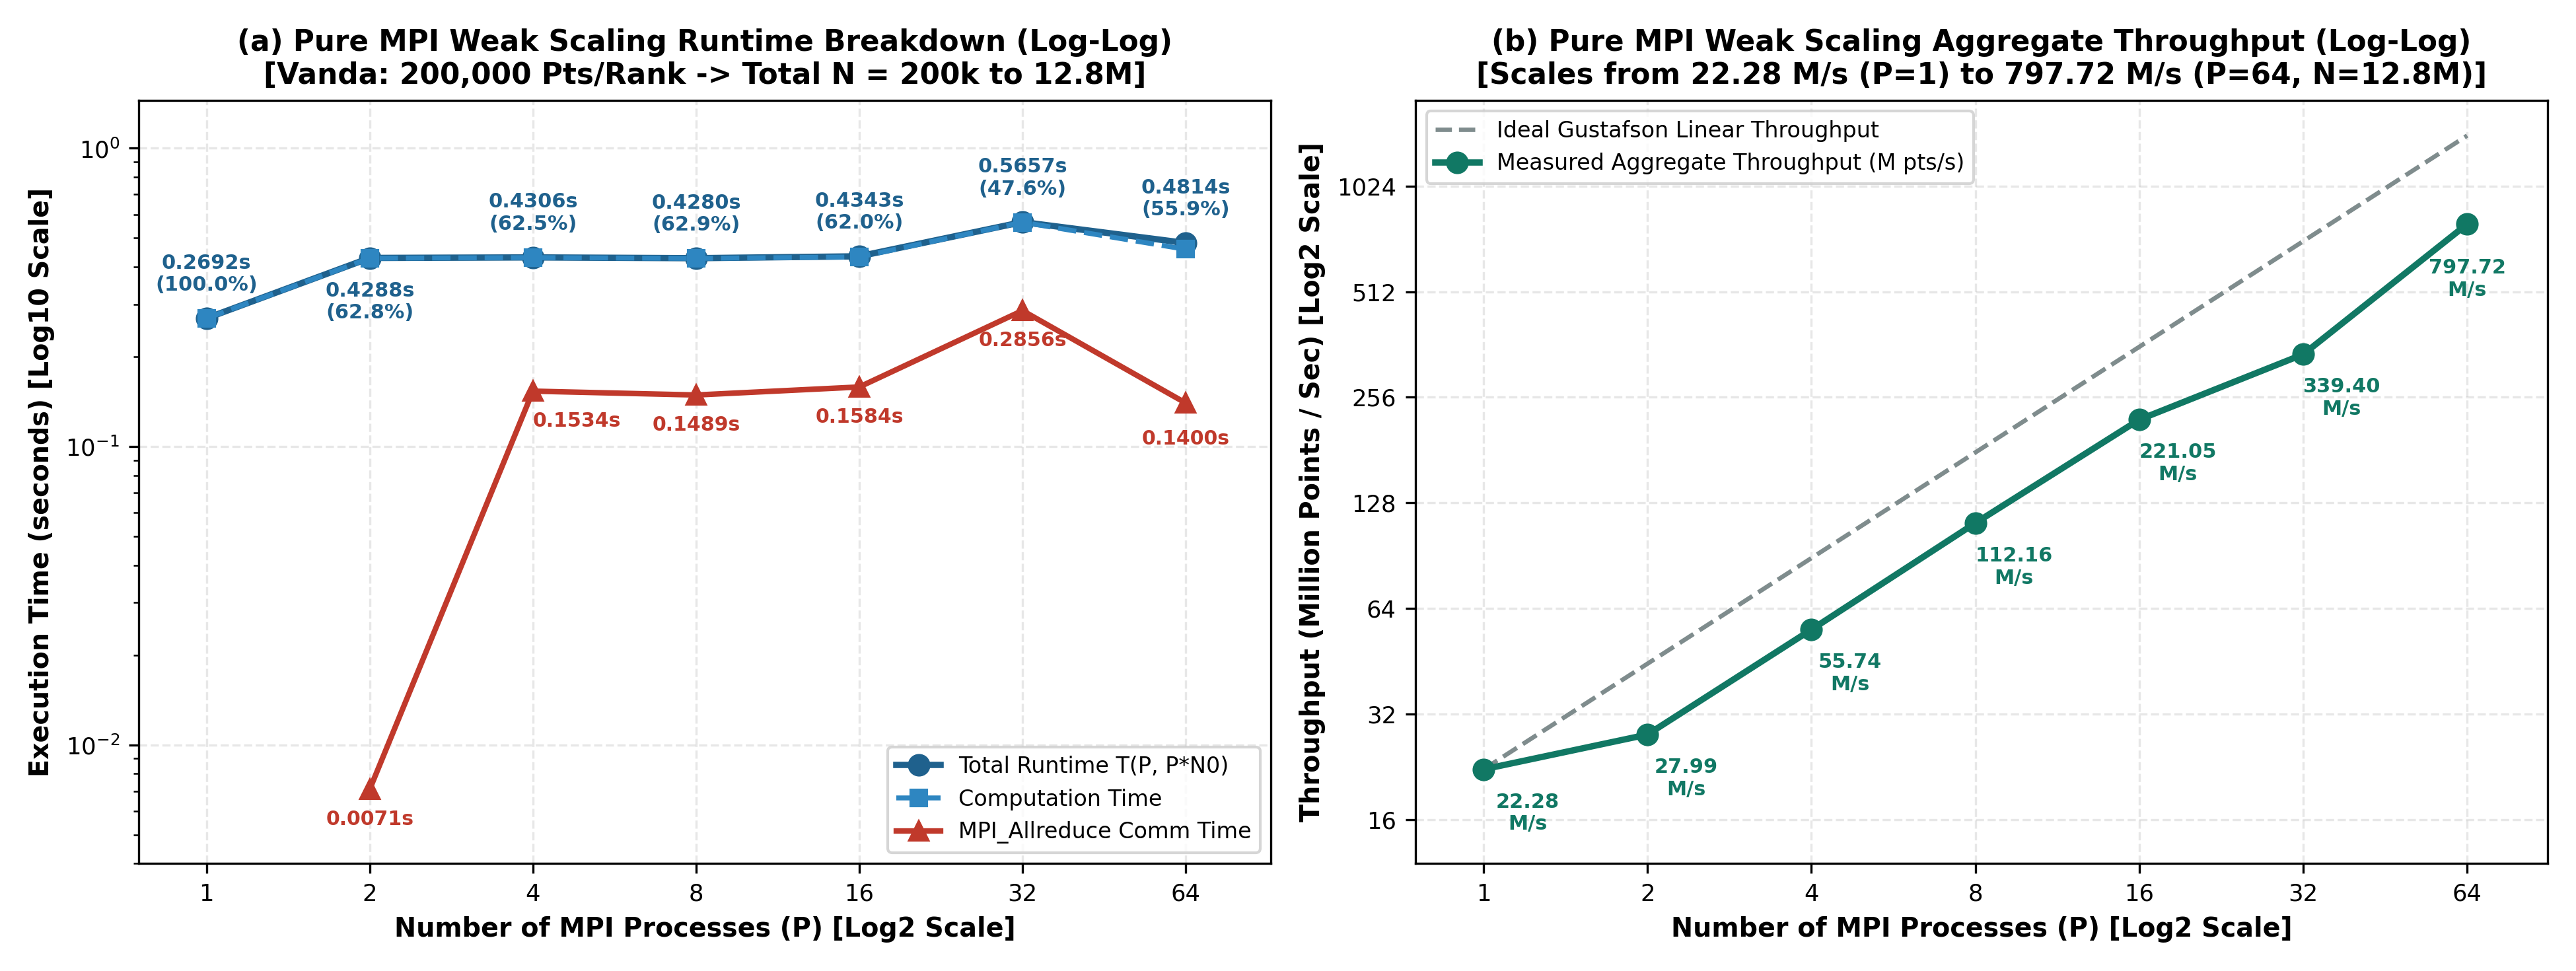 (a) Pure MPI Weak Scaling Runtime Breakdown (Log-Log)
[Vanda: 200,000 Pts/Rank -> Total N = 200k to 12.8M]
Execution Time (seconds) [Log10 Scale]
10⁰
10⁻¹
10⁻²
0.2692s
(100.0%)
0.4288s
(62.8%)
0.4306s
(62.5%)
0.4280s
(62.9%)
0.4343s
(62.0%)
0.5657s
(47.6%)
0.4814s
(55.9%)
0.0071s
0.1534s
0.1489s
0.1584s
0.2856s
0.1400s
Total Runtime T(P, P*N0)
Computation Time
MPI_Allreduce Comm Time
1 2 4 8 16 32 64
Number of MPI Processes (P) [Log2 Scale]
(b) Pure MPI Weak Scaling Aggregate Throughput (Log-Log)
[Scales from 22.28 M/s (P=1) to 797.72 M/s (P=64, N=12.8M)]
Throughput (Million Points / Sec) [Log2 Scale]
Ideal Gustafson Linear Throughput
Measured Aggregate Throughput (M pts/s)
1024
512
256
128
64
32
16
22.28
M/s
27.99
M/s
55.74
M/s
112.16
M/s
221.05
M/s
339.40
M/s
797.72
M/s
1 2 4 8 16 32 64
Number of MPI Processes (P) [Log2 Scale]